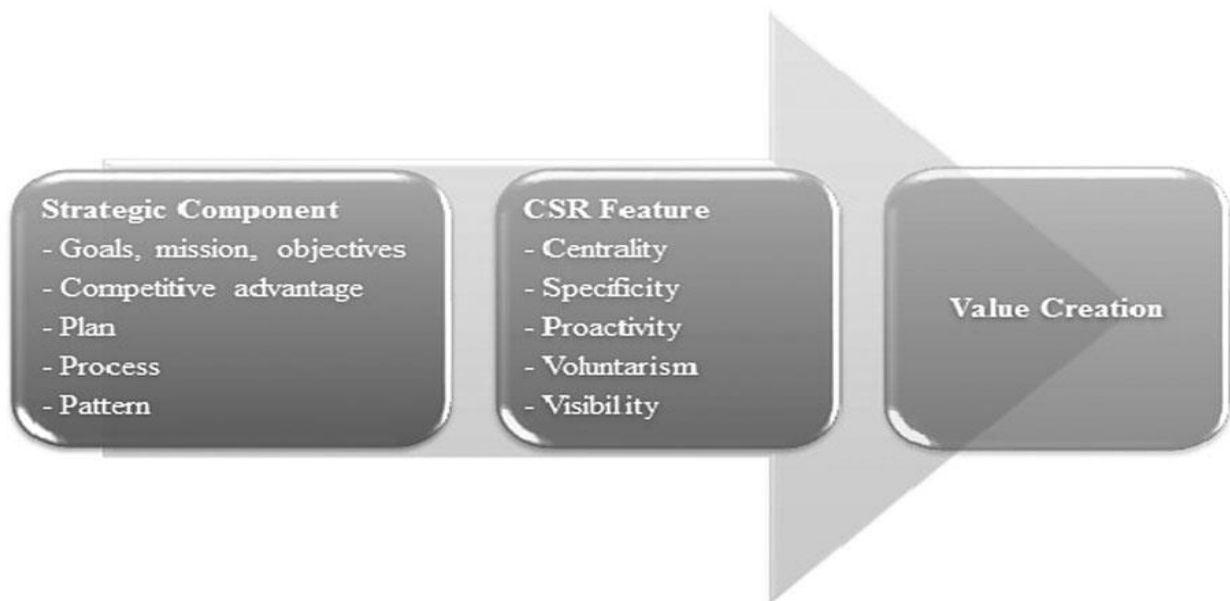 Strategic Component
- Goals, mission, objectives
- Competitive advantage
- Plan
- Process
- Pattern
CSR Feature
- Centrality
- Specificity
- Proactivity
- Voluntarism
- Visibility
Value Creation